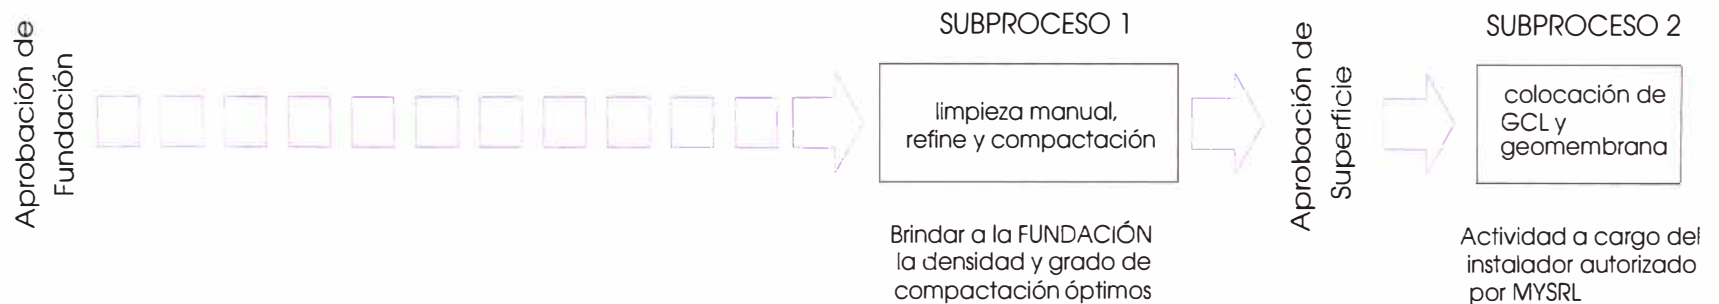 Aprobación de
Fundación
SUBPROCESO 1
limpieza manual,
refine y compactación
Brindar a la FUNDACIÓN
la densidad y grado de
compactación óptimos
Aprobación de
Superficie
SUBPROCESO 2
colocación de
GCL y
geomembrana
Actividad a cargo del
instalador autorizado
por MYSRL